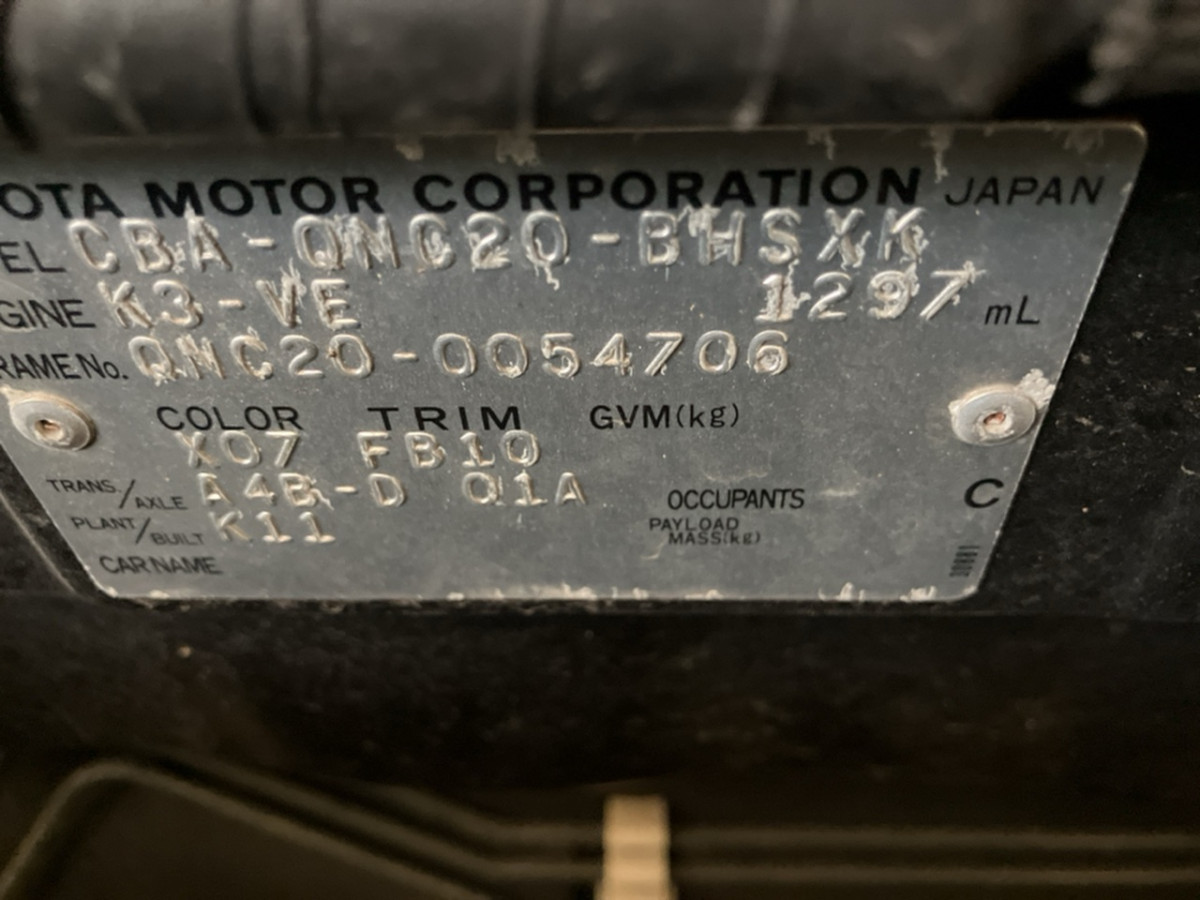 OTA MOTOR CORPORATION JAPAN
EL CBA-QNC20-BHSXK
GINE K3-VE 1297 mL
RAME No. QNC20-0054706
COLOR TRIM GVM(kg)
X07 FB10
TRANS/AXLE A4B-D Q1A OCCUPANTS C
PLANT/BUILT K11 PAYLOAD MASS(kg)
CAR NAME